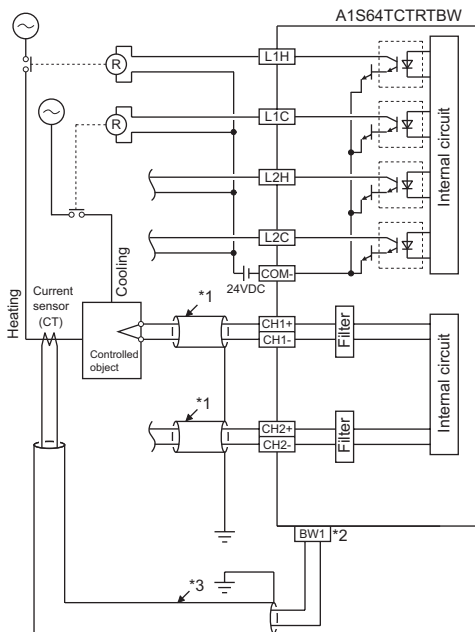 A1S64TCTRTBW
R
L1H
R
L1C
L2H
L2C
Internal circuit
24VDC
COM-
Heating
Current
sensor
(CT)
Cooling
Controlled
object
*1
CH1+
CH1-
Filter
Internal circuit
*1
CH2+
CH2-
Filter
BW1
*2
*3